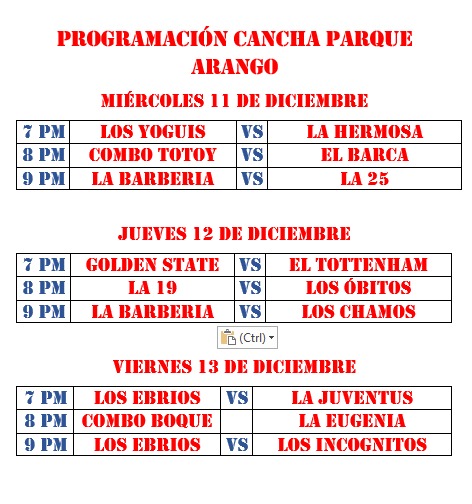 PROGRAMACIÓN CANCHA PARQUE
ARANGO
MIÉRCOLES 11 DE DICIEMBRE
7 PM LOS YOGUIS VS LA HERMOSA
8 PM COMBO TOTOY VS EL BARCA
9 PM LA BARBERIA VS LA 25
JUEVES 12 DE DICIEMBRE
7 PM GOLDEN STATE VS EL TOTTENHAM
8 PM LA 19 VS LOS ÓBITOS
9 PM LA BARBERIA VS LOS CHAMOS
(Ctrl)
VIERNES 13 DE DICIEMBRE
7 PM LOS EBRIOS VS LA JUVENTUS
8 PM COMBO BOQUE LA EUGENIA
9 PM LOS EBRIOS VS LOS INCOGNITOS